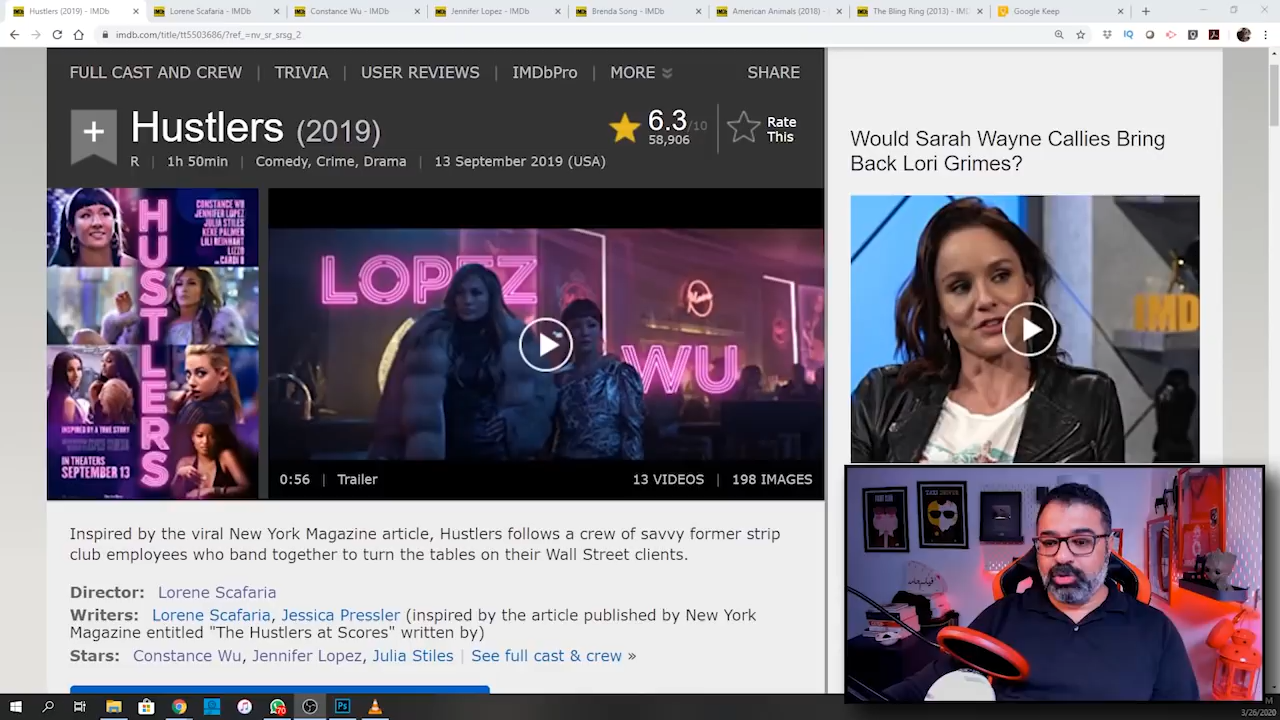 Hustlers (2019) - IMDb
Lorene Scafaria - IMDb
Constance Wu - IMDb
Jennifer Lopez - IMDb
Brenda Song - IMDb
American Animals (2018) -
The Bling Ring (2013) - IMD
Google Keep
imdb.com/title/tt5503686/?ref_=nv_sr_srsg_2
FULL CAST AND CREW | TRIVIA | USER REVIEWS | IMDbPro | MORE
SHARE
Hustlers (2019)
6.3/10
58,906
Rate This
R | 1h 50min | Comedy, Crime, Drama | 13 September 2019 (USA)
Would Sarah Wayne Callies Bring
Back Lori Grimes?
HUSTLERS
CONSTANCE WU
JENNIFER LOPEZ
JULIA STILES
KEKE PALMER
LILI REINHART
LIZZO
AND CARDI B
INSPIRED BY A TRUE STORY
IN THEATERS
SEPTEMBER 13
LOPEZ
WU
IMD
0:56 | Trailer
13 VIDEOS | 198 IMAGES
Inspired by the viral New York Magazine article, Hustlers follows a crew of savvy former strip
club employees who band together to turn the tables on their Wall Street clients.
Director: Lorene Scafaria
Writers: Lorene Scafaria, Jessica Pressler (inspired by the article published by New York
Magazine entitled "The Hustlers at Scores" written by)
Stars: Constance Wu, Jennifer Lopez, Julia Stiles | See full cast & crew »
TAXI DRIVER
70
3/26/2020